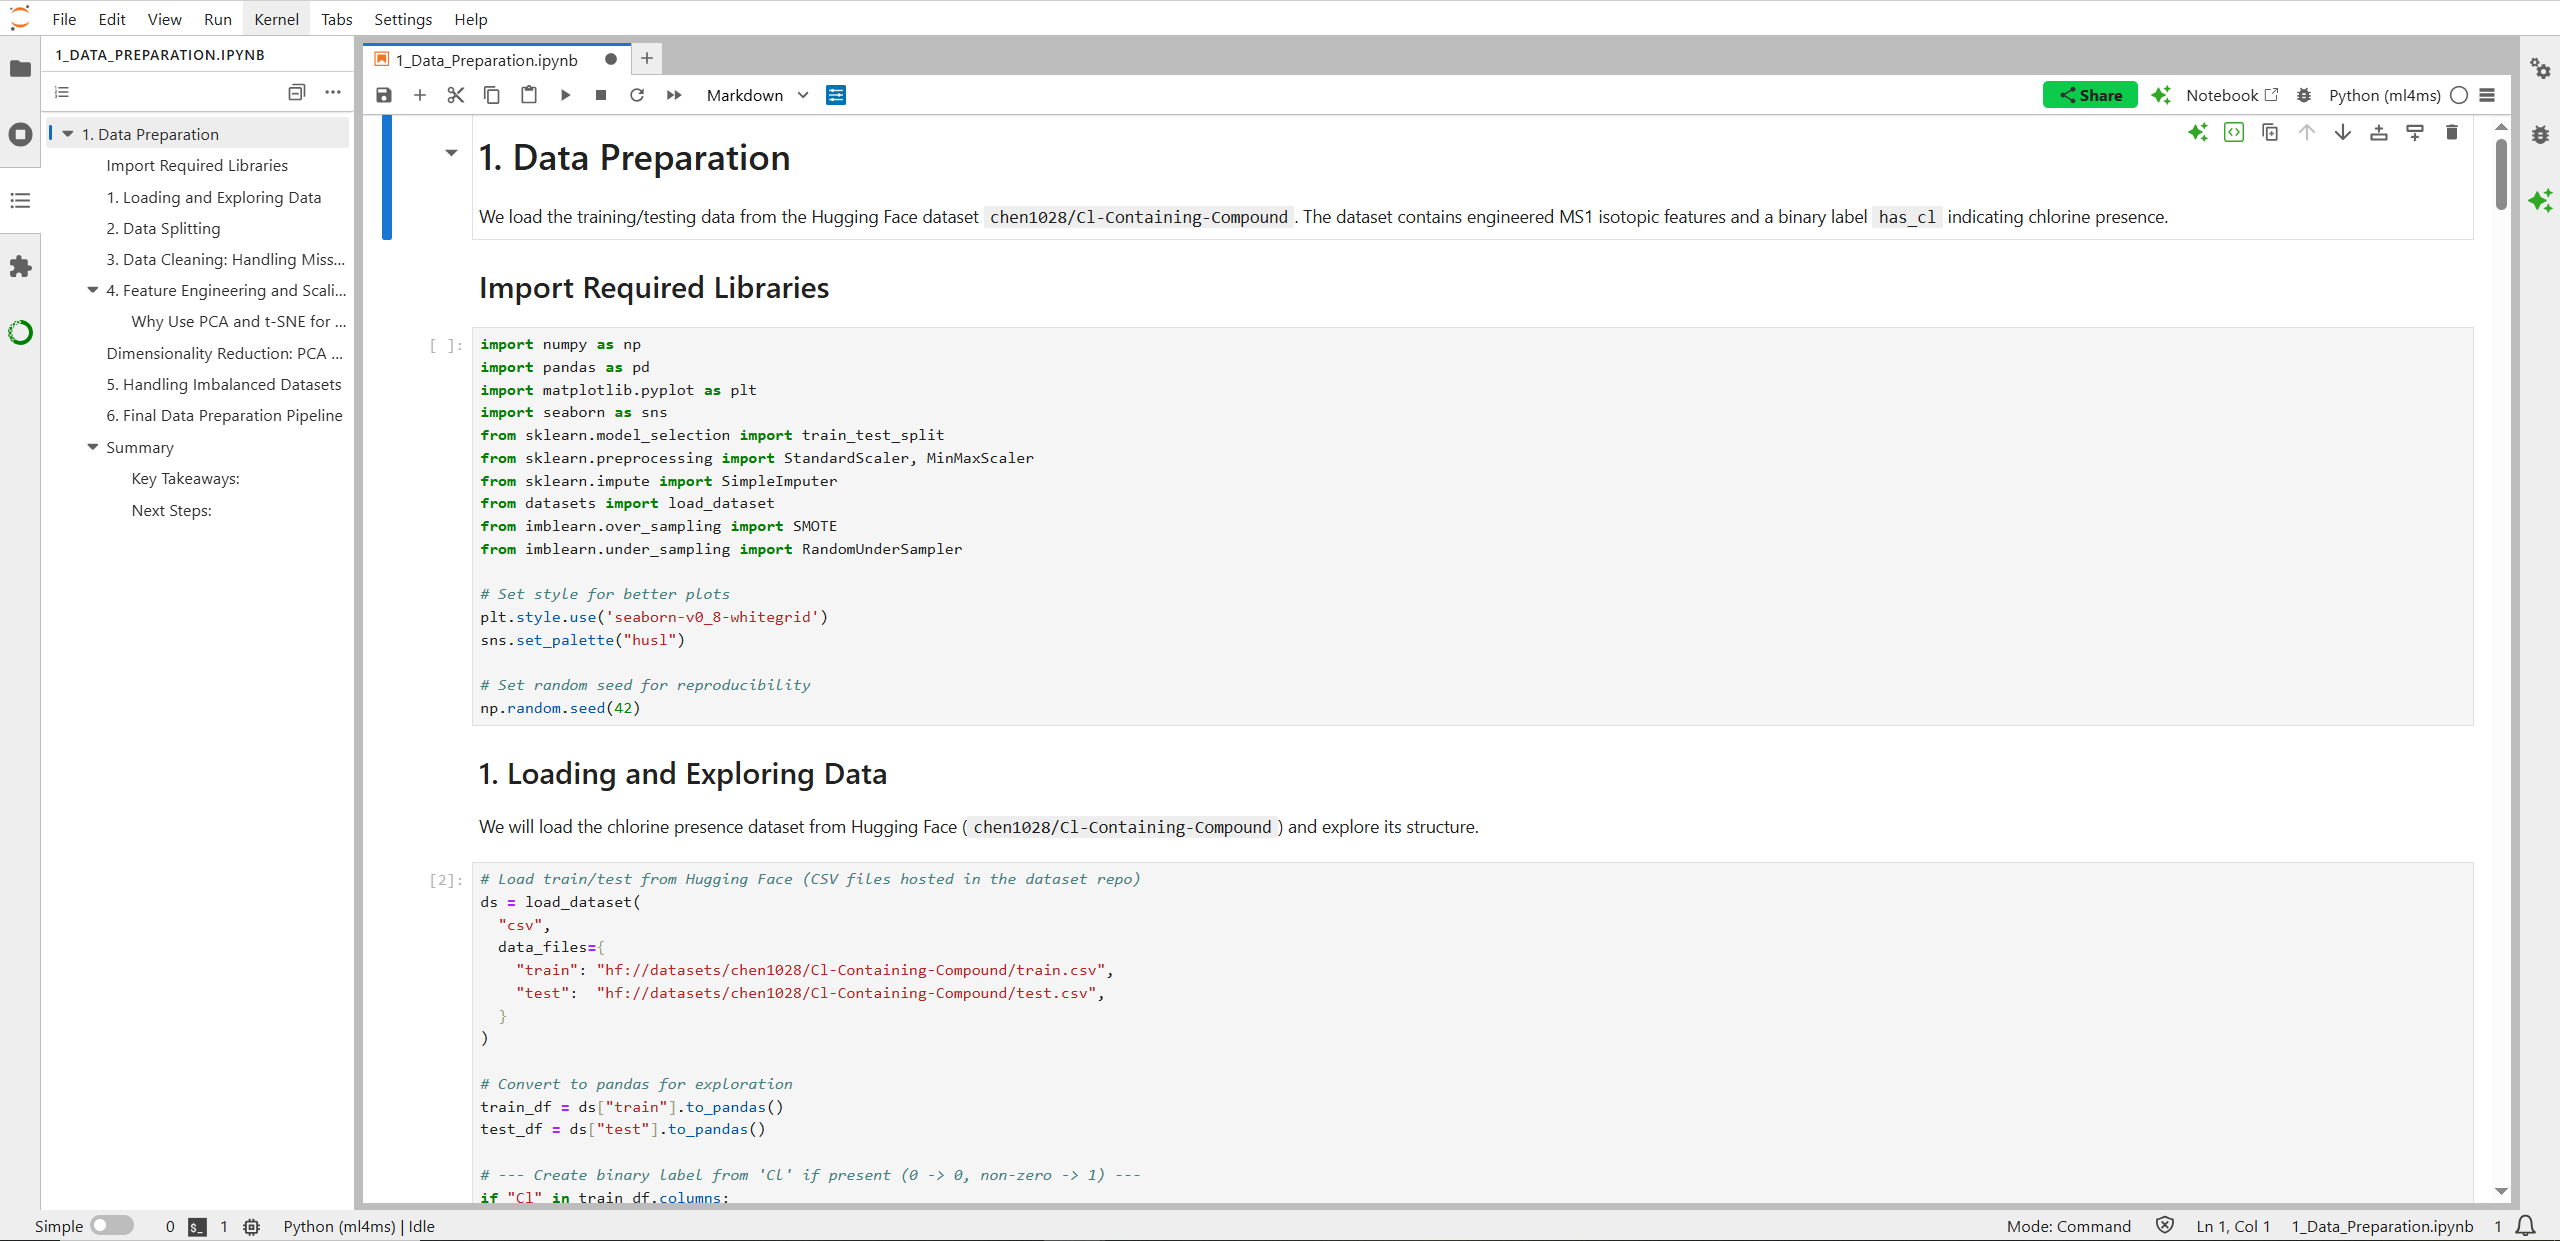 File Edit View Run Kernel Tabs Settings Help
1_DATA_PREPARATION.IPYNB
1. Data Preparation
Import Required Libraries
1. Loading and Exploring Data
2. Data Splitting
3. Data Cleaning: Handling Miss...
4. Feature Engineering and Scali...
Why Use PCA and t-SNE for ...
Dimensionality Reduction: PCA ...
5. Handling Imbalanced Datasets
6. Final Data Preparation Pipeline
Summary
Key Takeaways:
Next Steps:
1_Data_Preparation.ipynb
Markdown
Share Notebook Python (ml4ms)
1. Data Preparation
We load the training/testing data from the Hugging Face dataset chen1028/Cl-Containing-Compound. The dataset contains engineered MS1 isotopic features and a binary label has_cl indicating chlorine presence.
Import Required Libraries
[ ]:
import numpy as np
import pandas as pd
import matplotlib.pyplot as plt
import seaborn as sns
from sklearn.model_selection import train_test_split
from sklearn.preprocessing import StandardScaler, MinMaxScaler
from sklearn.impute import SimpleImputer
from datasets import load_dataset
from imblearn.over_sampling import SMOTE
from imblearn.under_sampling import RandomUnderSampler
# Set style for better plots
plt.style.use('seaborn-v0_8-whitegrid')
sns.set_palette("husl")
# Set random seed for reproducibility
np.random.seed(42)
1. Loading and Exploring Data
We will load the chlorine presence dataset from Hugging Face (chen1028/Cl-Containing-Compound) and explore its structure.
[2]:
# Load train/test from Hugging Face (CSV files hosted in the dataset repo)
ds = load_dataset(
"csv",
data_files={
"train": "hf://datasets/chen1028/Cl-Containing-Compound/train.csv",
"test": "hf://datasets/chen1028/Cl-Containing-Compound/test.csv",
}
)
# Convert to pandas for exploration
train_df = ds["train"].to_pandas()
test_df = ds["test"].to_pandas()
# --- Create binary label from 'Cl' if present (0 -> 0, non-zero -> 1) ---
if "Cl" in train_df.columns:
Simple 0 $_ 1 Python (ml4ms) | Idle
Mode: Command Ln 1, Col 1 1_Data_Preparation.ipynb 1